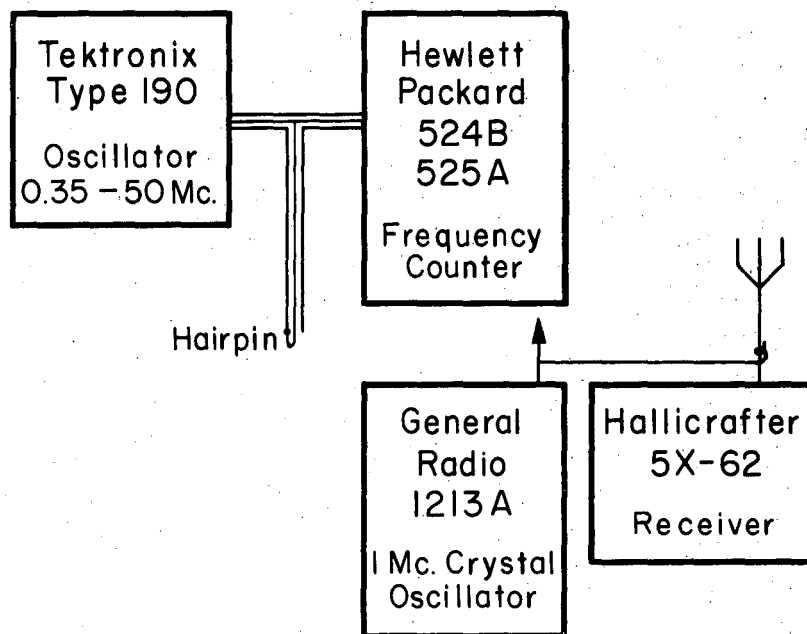 Tektronix
Type 190
Oscillator
0.35 – 50 Mc.
Hewlett
Packard
524B
525A
Frequency
Counter
Hairpin
General
Radio
1213A
1 Mc. Crystal
Oscillator
Hallicrafter
5X-62
Receiver